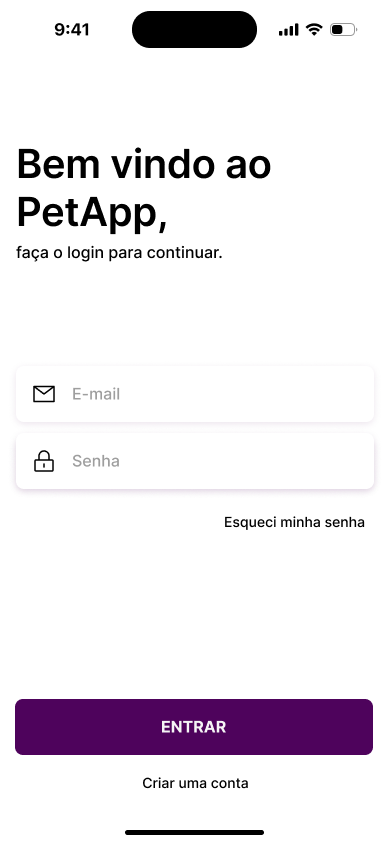 9:41
Bem vindo ao
PetApp,
faça o login para continuar.
E-mail
Senha
Esqueci minha senha
ENTRAR
Criar uma conta